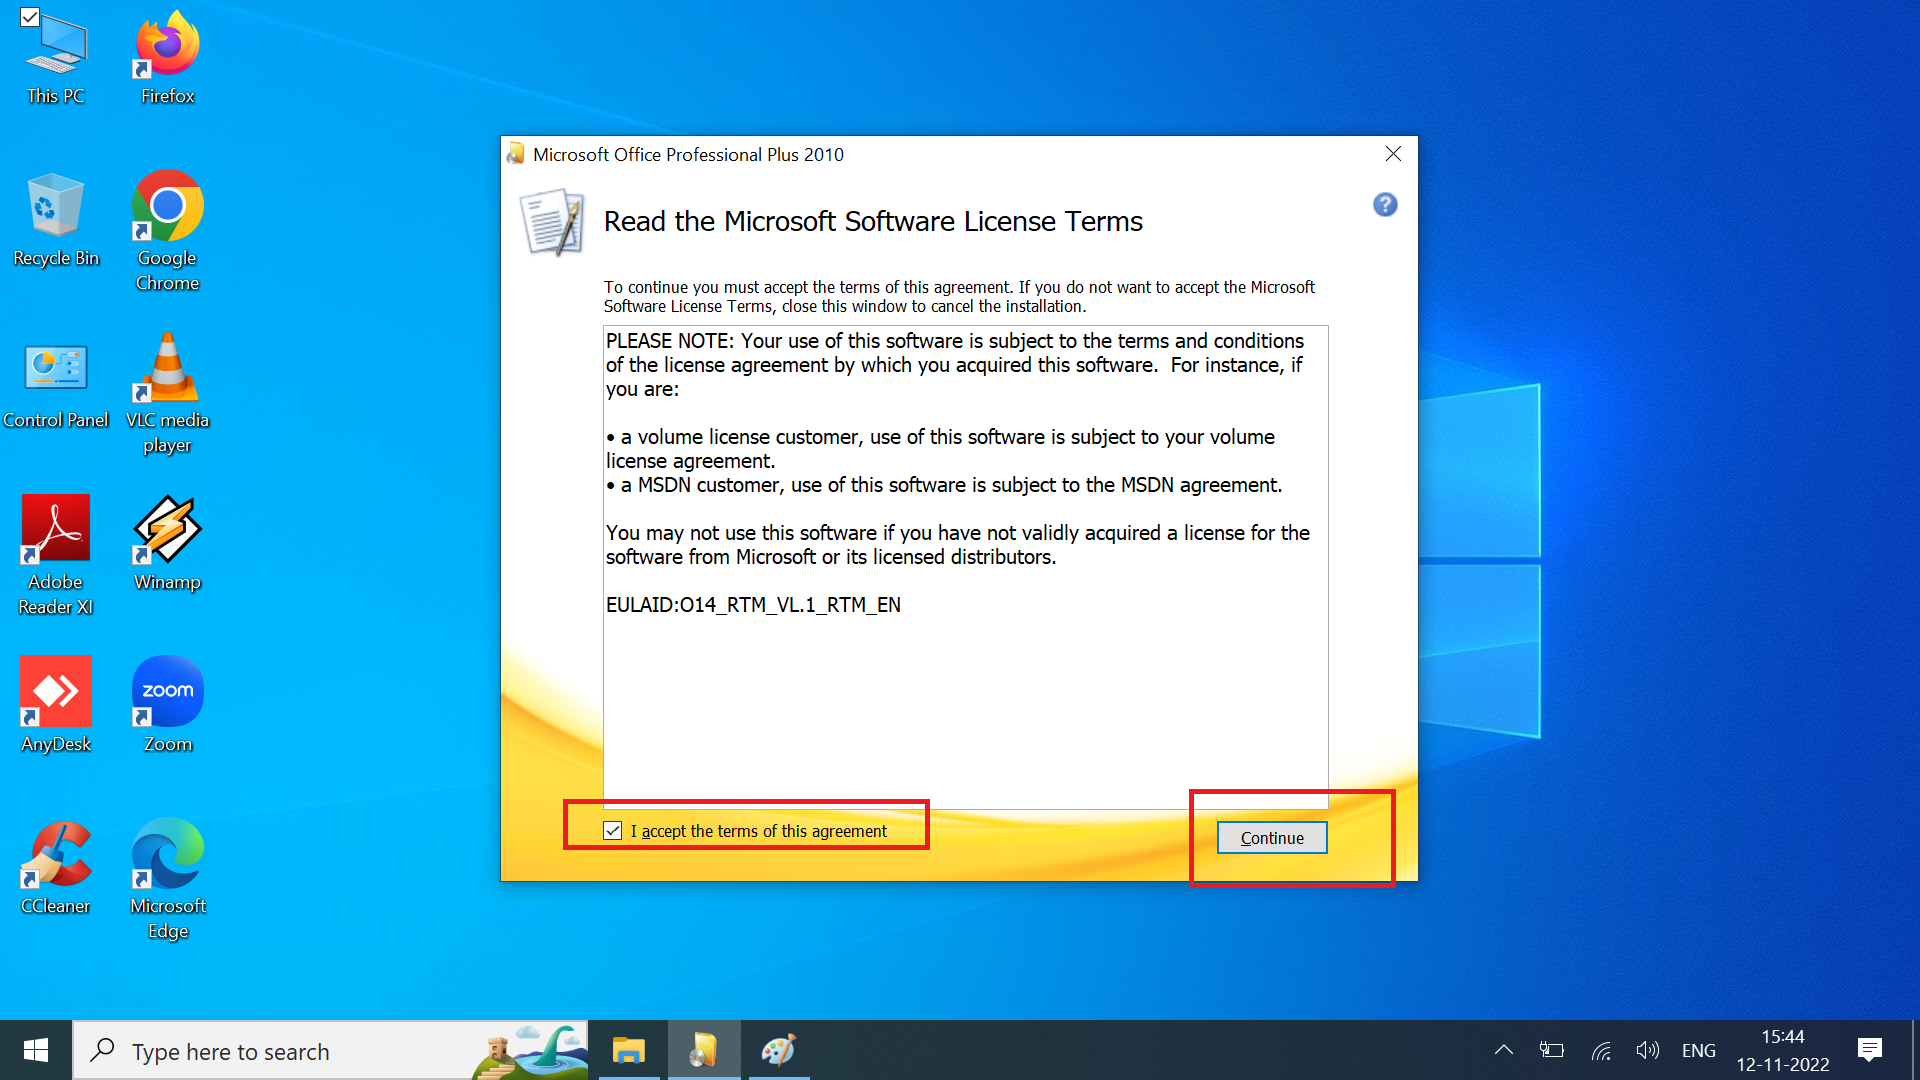 This PC
Firefox
Recycle Bin
Google
Chrome
Control Panel
VLC media
player
Adobe
Reader XI
Winamp
AnyDesk
zoom
Zoom
CCleaner
Microsoft
Edge
Microsoft Office Professional Plus 2010
?
Read the Microsoft Software License Terms
To continue you must accept the terms of this agreement. If you do not want to accept the Microsoft
Software License Terms, close this window to cancel the installation.
PLEASE NOTE: Your use of this software is subject to the terms and conditions
of the license agreement by which you acquired this software.  For instance, if
you are:
• a volume license customer, use of this software is subject to your volume
license agreement.
• a MSDN customer, use of this software is subject to the MSDN agreement.
You may not use this software if you have not validly acquired a license for the
software from Microsoft or its licensed distributors.
EULAID:O14_RTM_VL.1_RTM_EN
I accept the terms of this agreement
Continue
Type here to search
ENG
15:44
12-11-2022